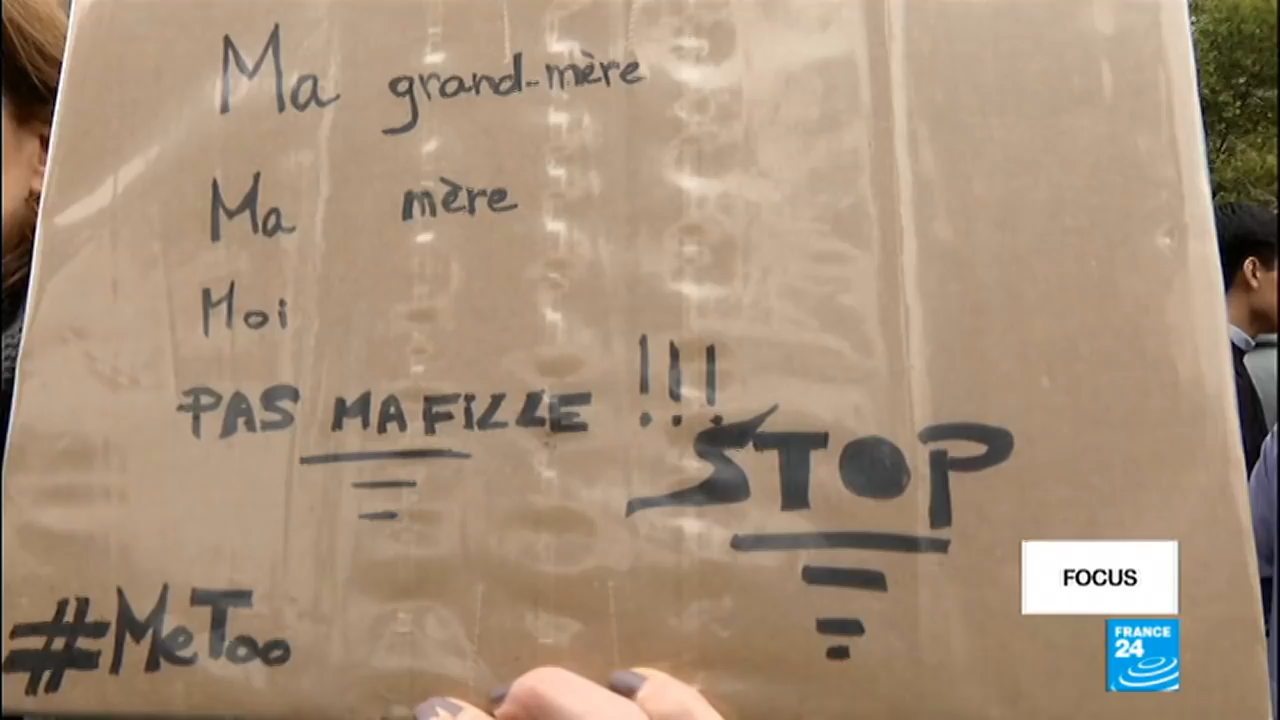 Ma grand-mère
Ma mère
Moi
PAS MA FILLE !!!
STOP
#MeToo
FOCUS
FRANCE
24